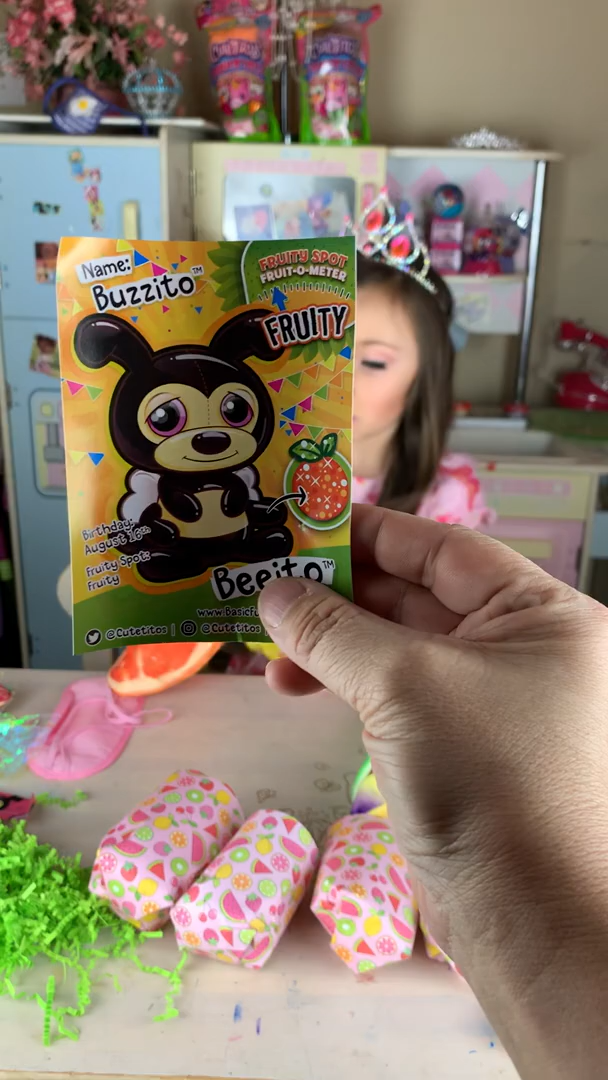 Name:
Buzzito™
FRUITY SPOT
FRUIT-O-METER
FRUITY
Birthday:
August 16th
Fruity Spot:
Fruity
Beeito™
www.Basicfu
@Cutetitos | @Cutetitos